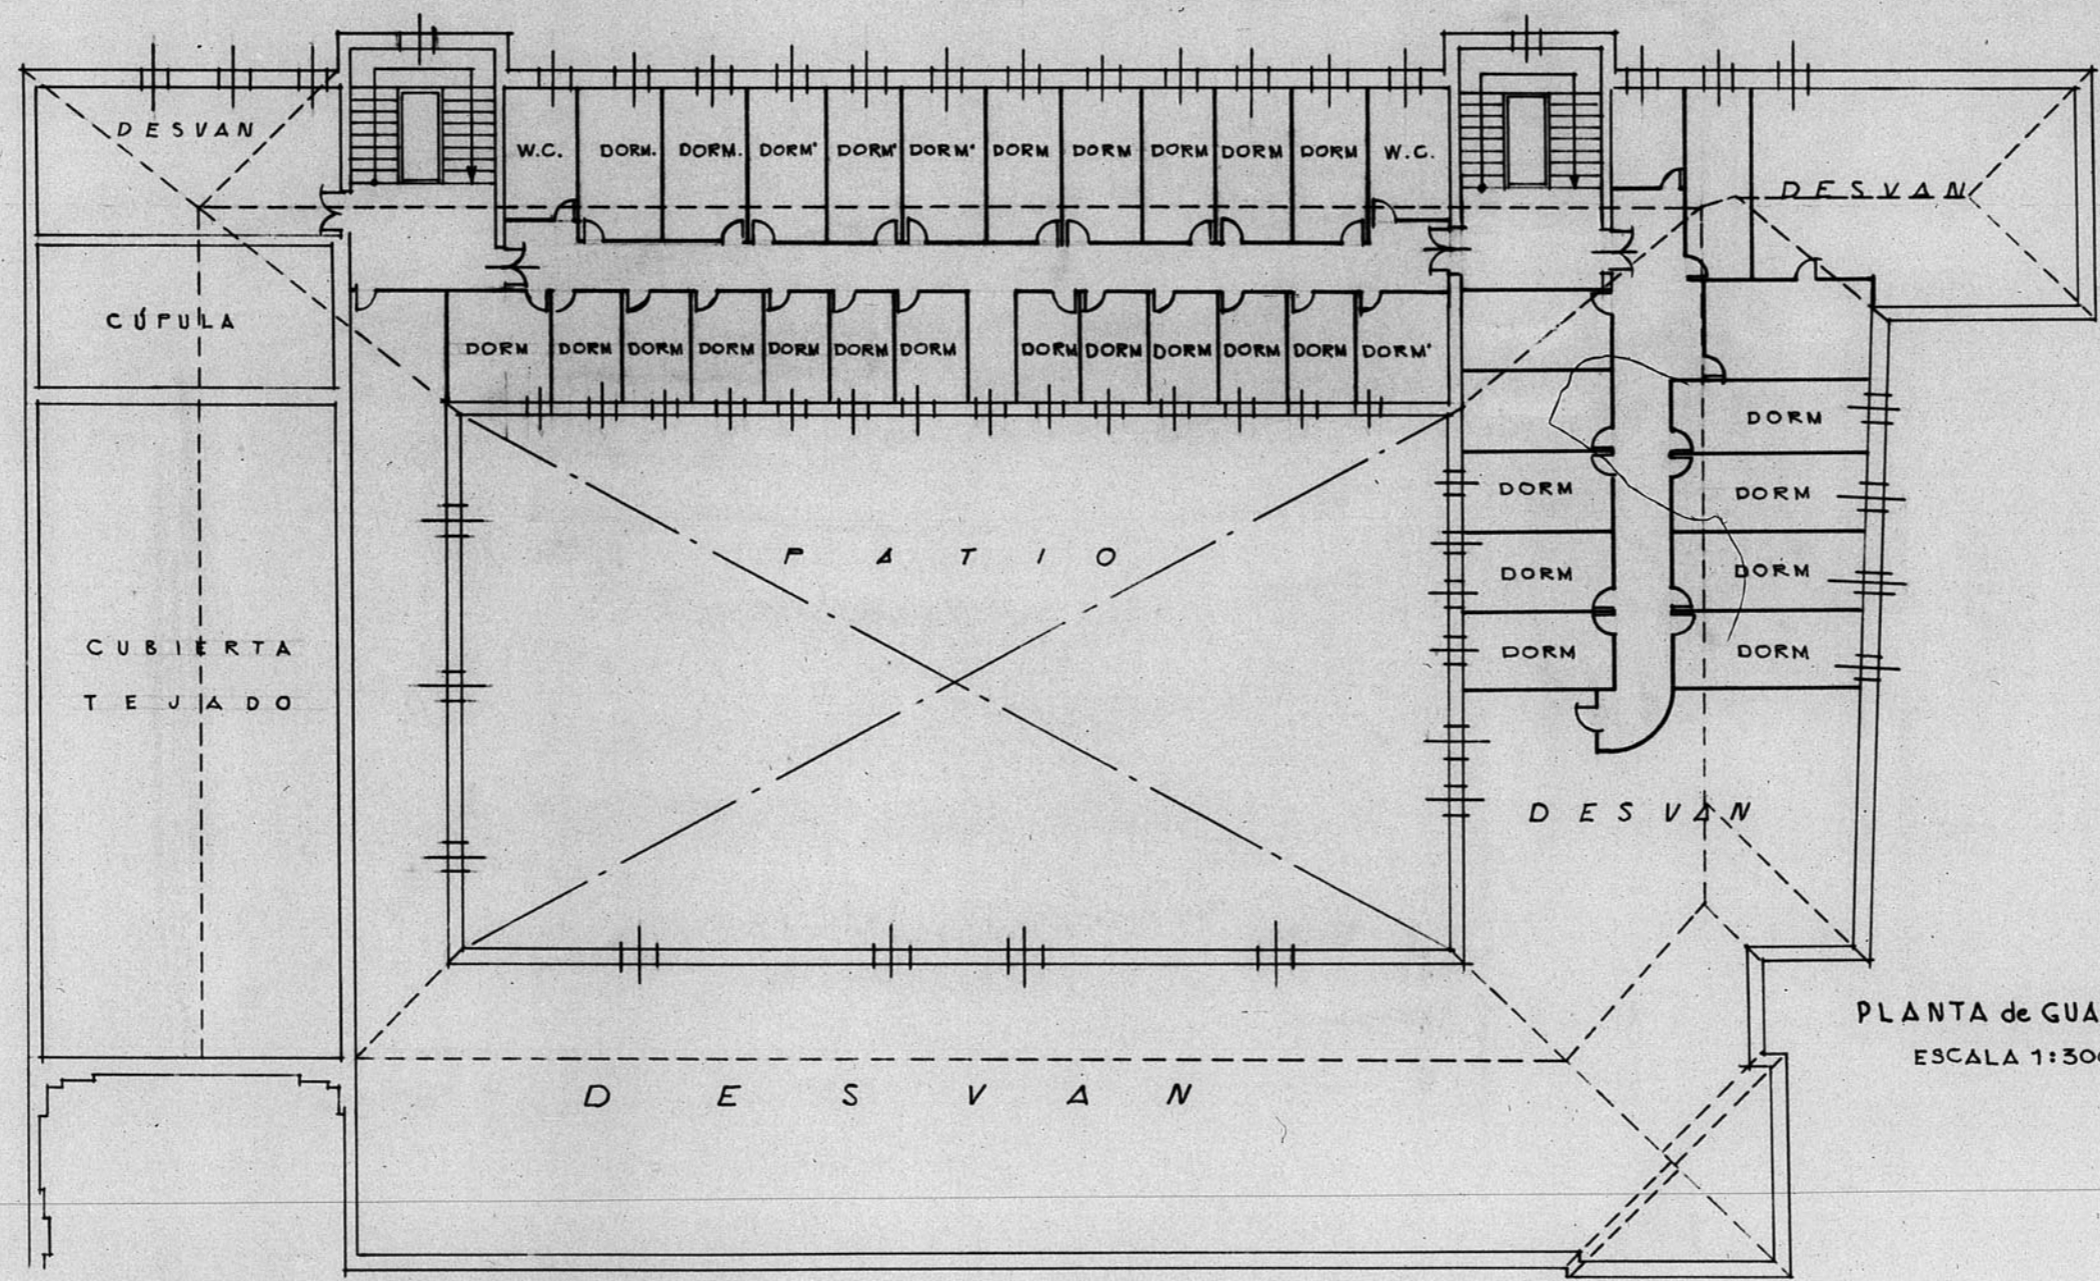 DESVAN
W.C. DORM. DORM. DORM. DORM. DORM. DORM DORM DORM DORM DORM W.C.
DESVAN
CÚPULA
DORM DORM DORM DORM DORM DORM DORM DORM DORM DORM DORM DORM DORM.
DORM
DORM DORM
PATIO
DORM DORM
CUBIERTA
TEJADO
DORM DORM
DESVAN
PLANTA de GUA
ESCALA 1:30
DESVAN